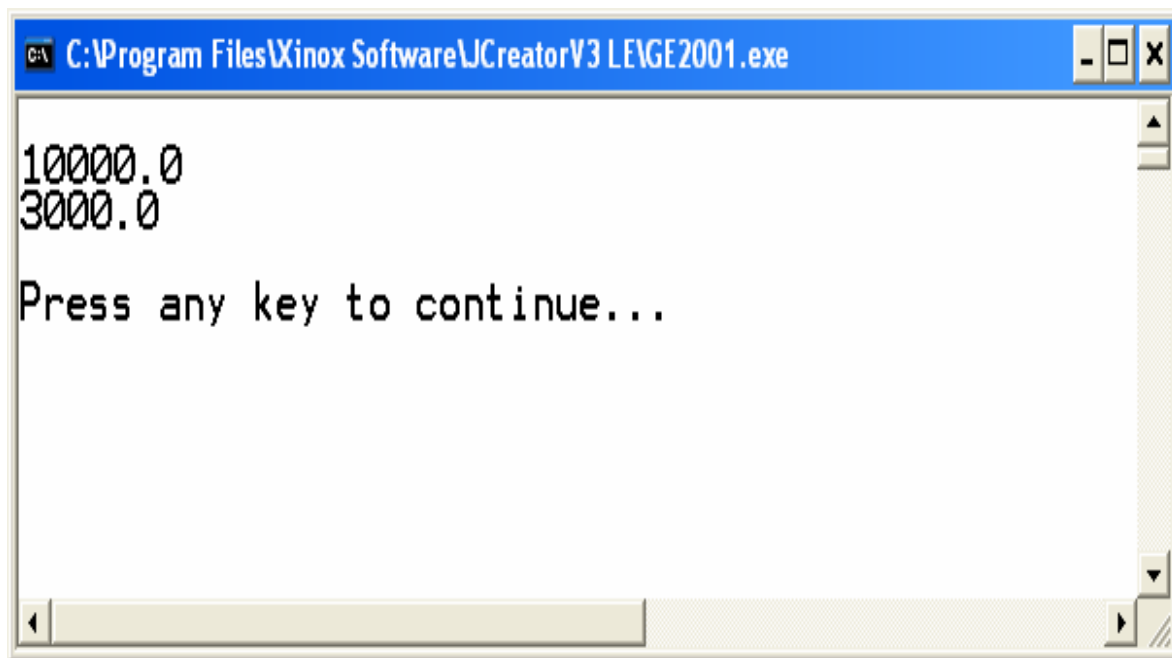 C:\Program Files\Xinox Software\JCreatorV3 LE\GE2001.exe
10000.0
3000.0
Press any key to continue...